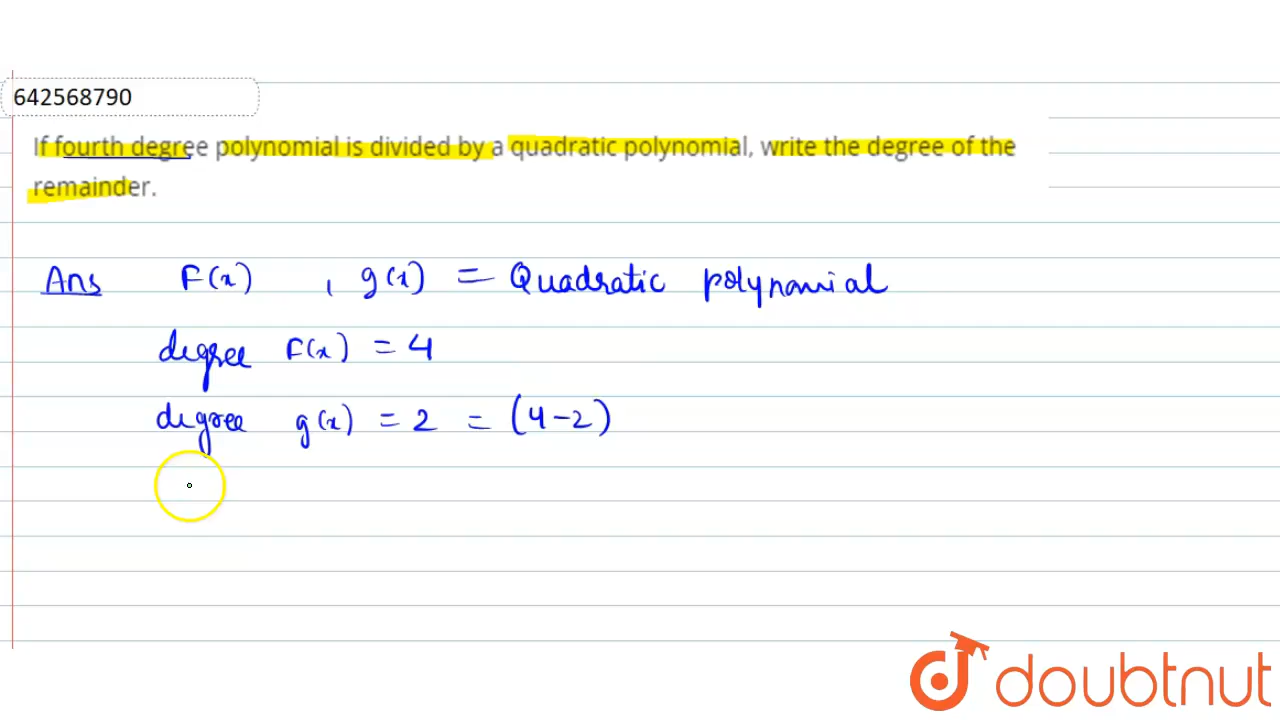 642568790
If fourth degree polynomial is divided by a quadratic polynomial, write the degree of the
remainder.
Ans F(x) , g(x) = Quadratic polynomial
degree F(x) = 4
degree g(x) = 2 = (4-2)
doubtnut